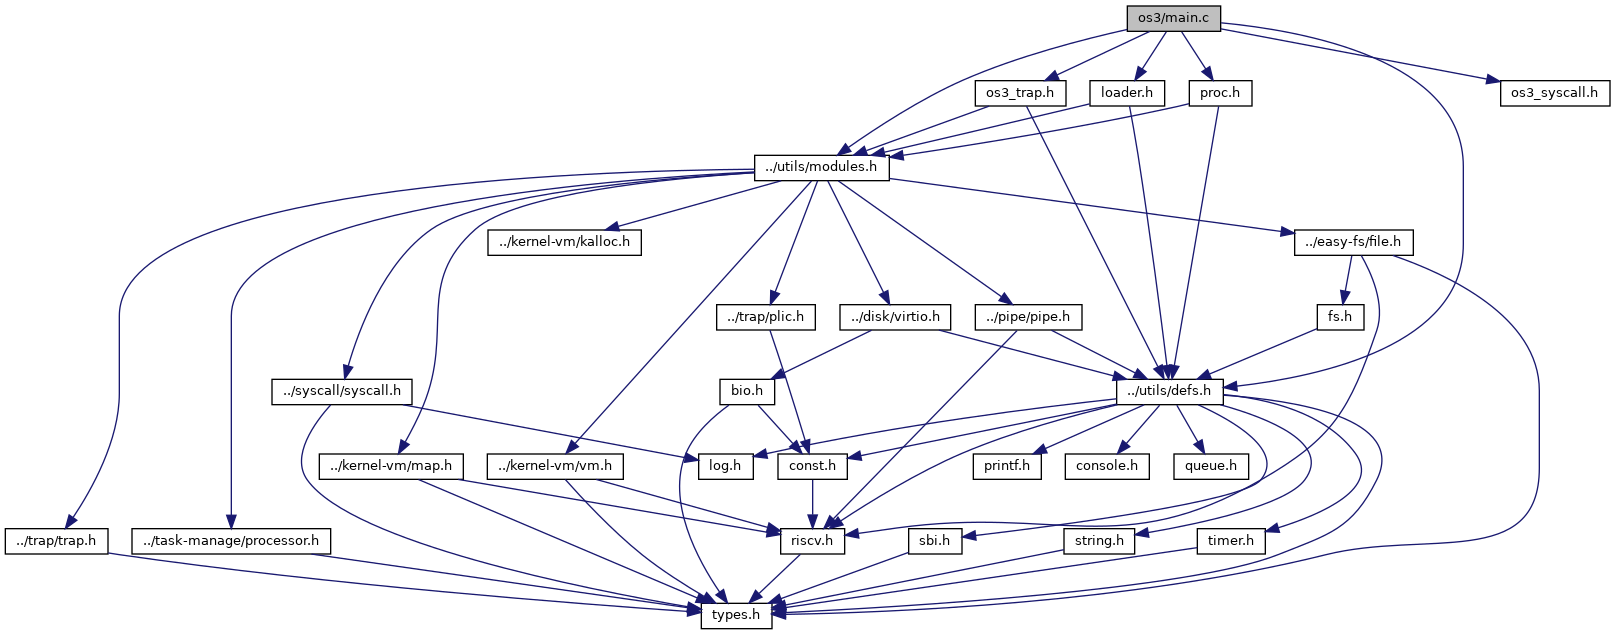 os3/main.c
os3_trap.h
loader.h
proc.h
os3_syscall.h
../utils/modules.h
../kernel-vm/kalloc.h
../easy-fs/file.h
../trap/plic.h
../disk/virtio.h
../pipe/pipe.h
fs.h
../syscall/syscall.h
bio.h
../utils/defs.h
../kernel-vm/map.h
../kernel-vm/vm.h
log.h
const.h
printf.h
console.h
queue.h
../trap/trap.h
../task-manage/processor.h
riscv.h
sbi.h
string.h
timer.h
types.h